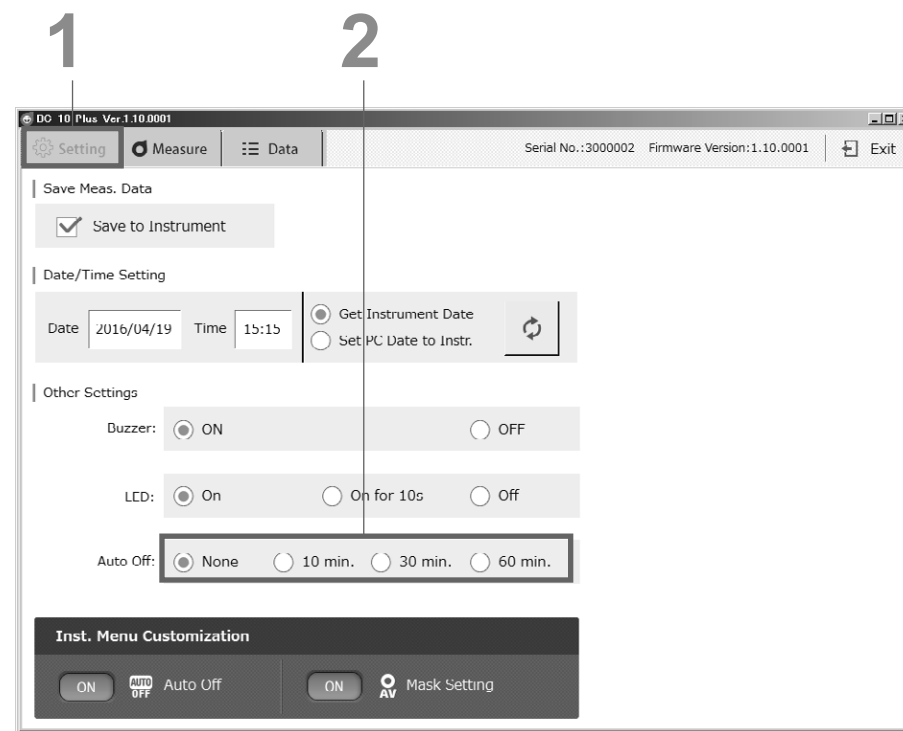 1 2
DC 10 Plus Ver.1.10.0001
Setting Measure Data Serial No.:3000002 Firmware Version:1.10.0001 Exit
Save Meas. Data
Save to Instrument
Date/Time Setting
Date 2016/04/19 Time 15:15 Get Instrument Date
Set PC Date to Instr.
Other Settings
Buzzer: ON OFF
LED: On On for 10s Off
Auto Off: None 10 min. 30 min. 60 min.
Inst. Menu Customization
ON AUTO OFF Auto Off ON AV Mask Setting